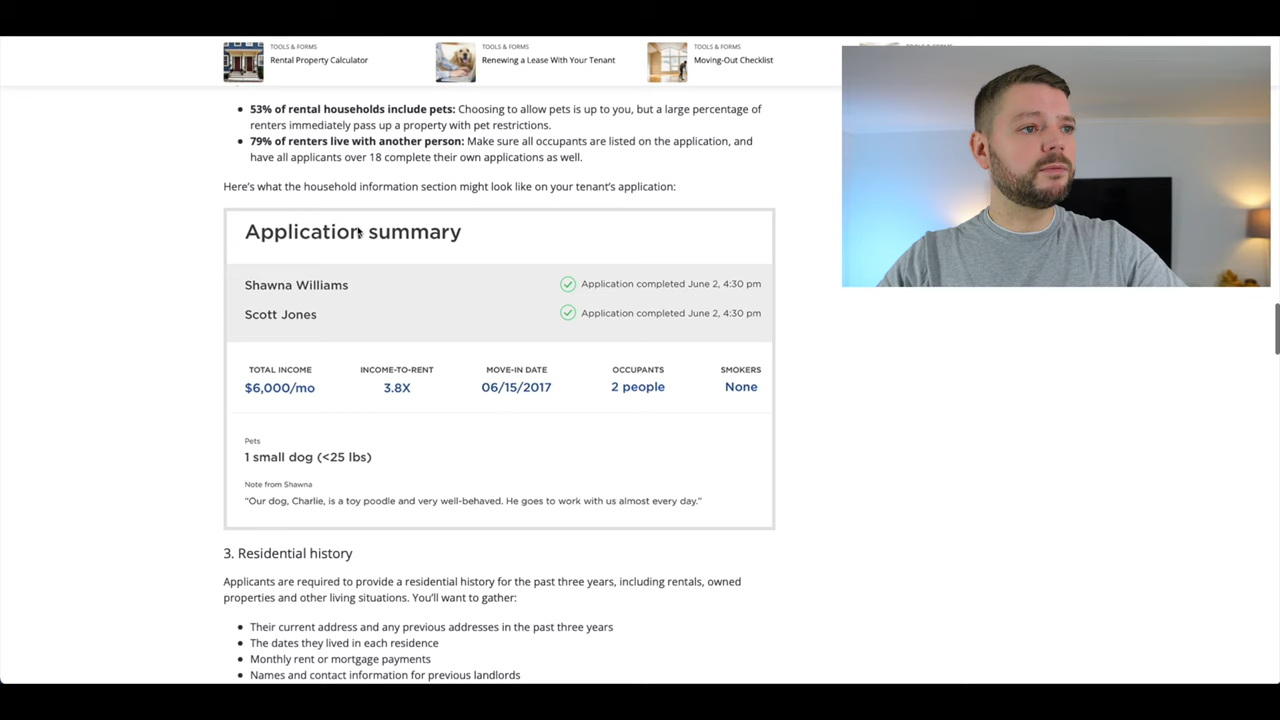 TOOLS & FORMS
Rental Property Calculator
TOOLS & FORMS
Renewing a Lease With Your Tenant
TOOLS & FORMS
Moving-Out Checklist
• 53% of rental households include pets: Choosing to allow pets is up to you, but a large percentage of
renters immediately pass up a property with pet restrictions.
• 79% of renters live with another person: Make sure all occupants are listed on the application, and
have all applicants over 18 complete their own applications as well.
Here's what the household information section might look like on your tenant's application:
Application summary
Shawna Williams
Application completed June 2, 4:30 pm
Scott Jones
Application completed June 2, 4:30 pm
TOTAL INCOME INCOME-TO-RENT MOVE-IN DATE OCCUPANTS SMOKERS
$6,000/mo 3.8X 06/15/2017 2 people None
Pets
1 small dog (<25 lbs)
Note from Shawna
"Our dog, Charlie, is a toy poodle and very well-behaved. He goes to work with us almost every day."
3. Residential history
Applicants are required to provide a residential history for the past three years, including rentals, owned
properties and other living situations. You'll want to gather:
• Their current address and any previous addresses in the past three years
• The dates they lived in each residence
• Monthly rent or mortgage payments
• Names and contact information for previous landlords